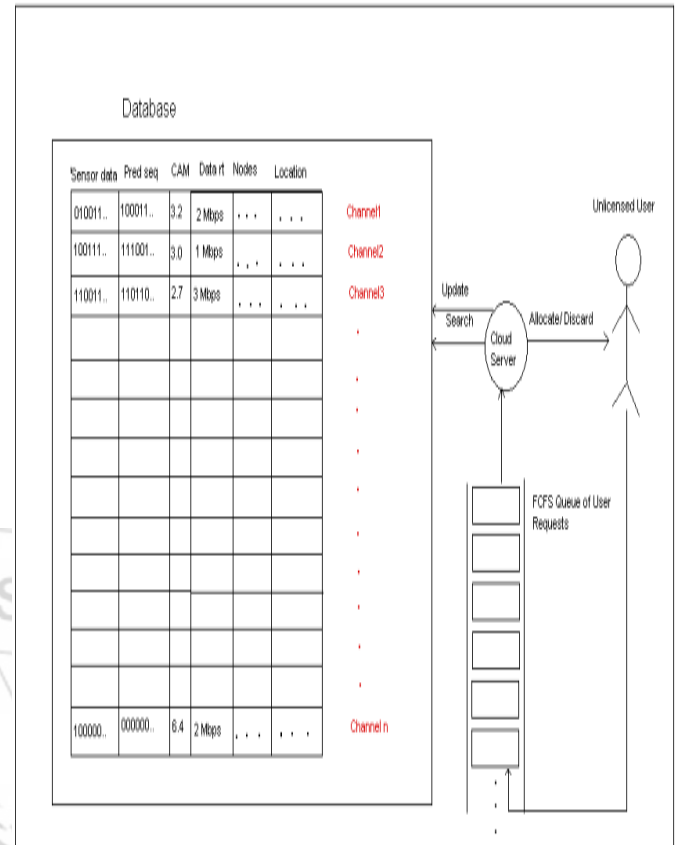 Database
Sensor data Pred seq CAM Data rt Nodes Location
010011.. 100011.. 3.2 2 Mbps . . . . . . Channel1
100111.. 111001.. 3.0 1 Mbps . . . . . . Channel2
110011.. 110110.. 2.7 3 Mbps . . . . . . Channel3
100000.. 000000.. 6.4 2 Mbps . . . . . . Channel n
Update
Search
Cloud
Server
Allocate/ Discard
Unlicensed User
FCFS Queue of User
Requests